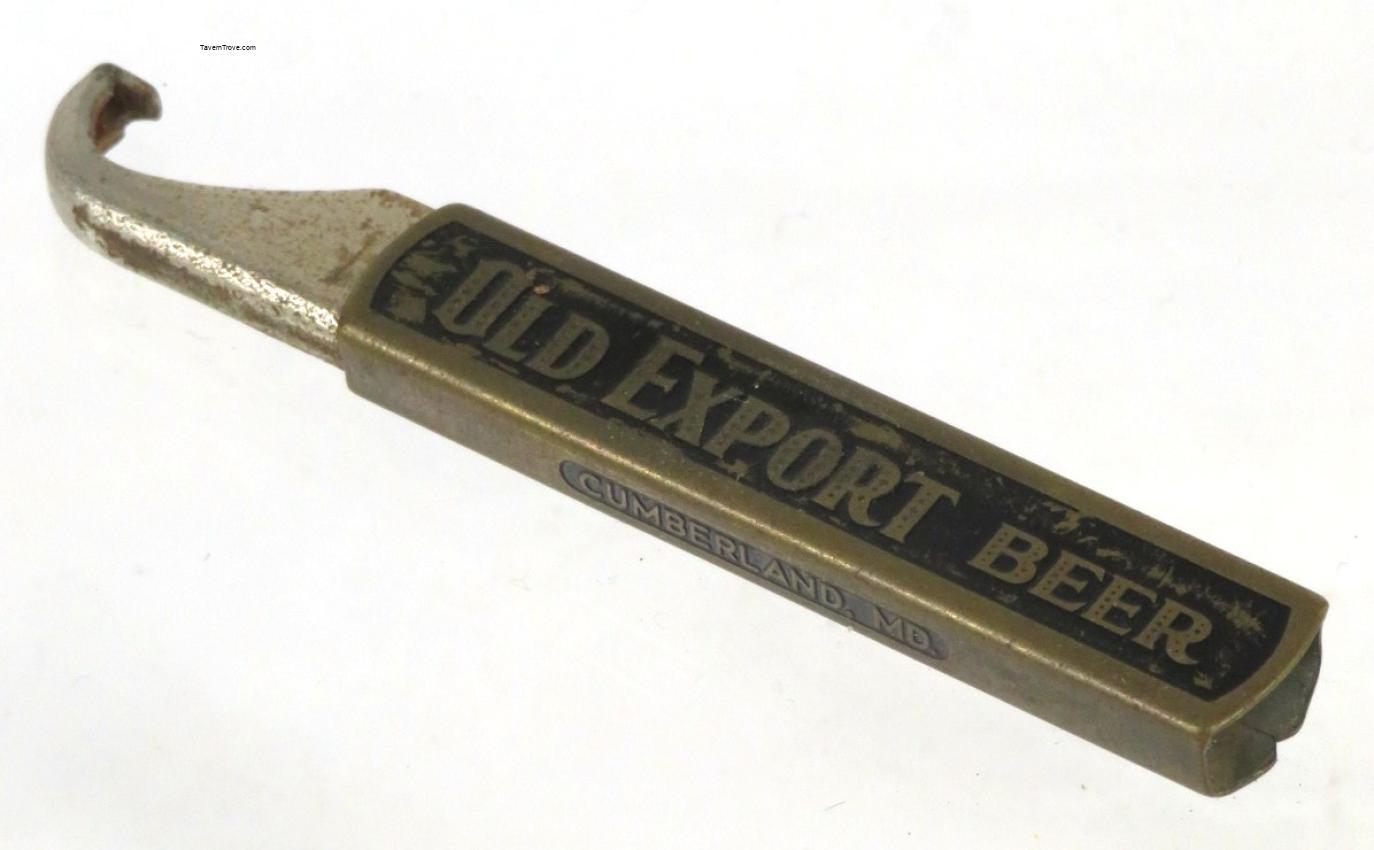 TavernTrove.com
OLD EXPORT BEER
CUMBERLAND, MD.